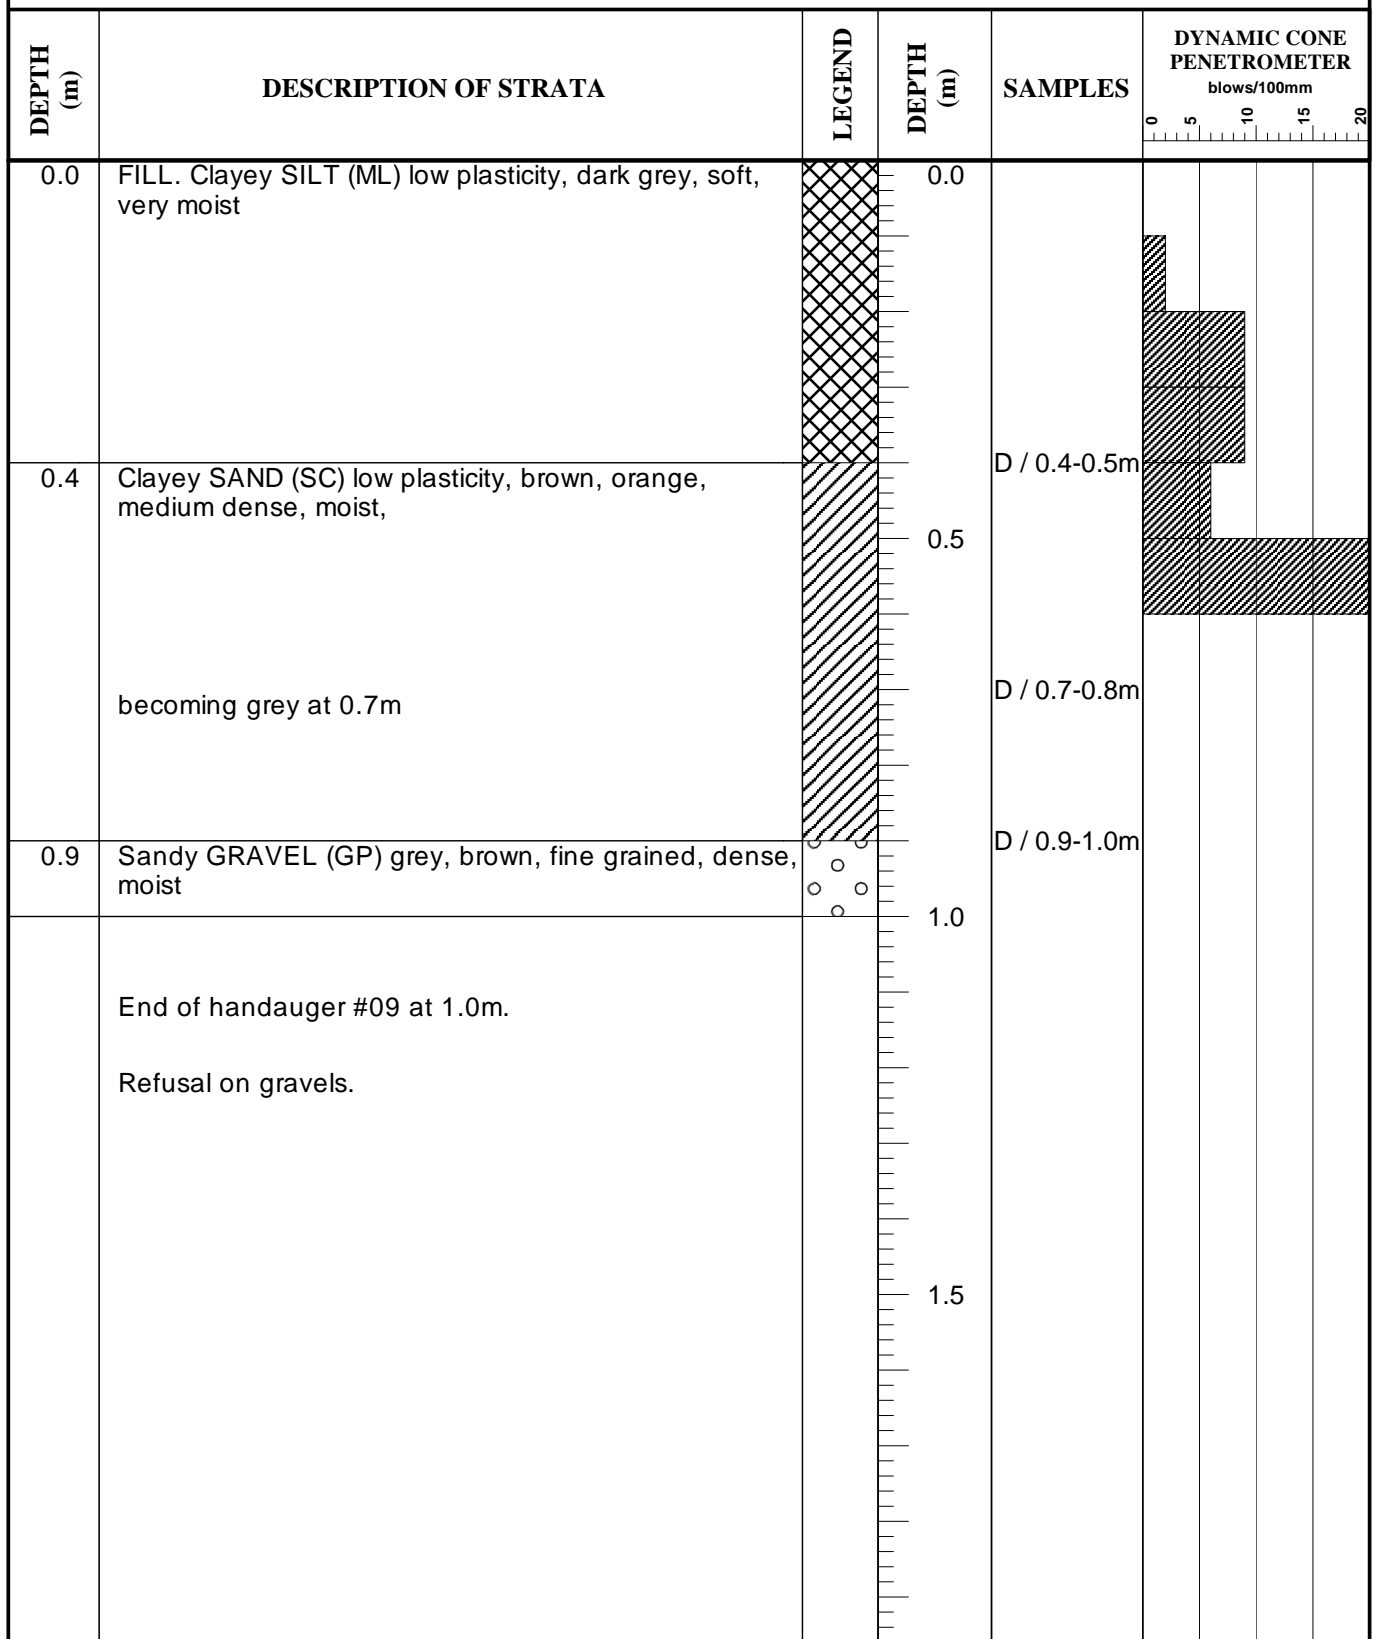 DEPTH
(m)
DESCRIPTION OF STRATA
LEGEND
DEPTH
(m)
SAMPLES
DYNAMIC CONE
PENETROMETER
blows/100mm
0 5 10 15 20
0.0 FILL. Clayey SILT (ML) low plasticity, dark grey, soft, 0.0
very moist
D / 0.4-0.5m
0.4 Clayey SAND (SC) low plasticity, brown, orange,
medium dense, moist,
0.5
D / 0.7-0.8m
becoming grey at 0.7m
D / 0.9-1.0m
0.9 Sandy GRAVEL (GP) grey, brown, fine grained, dense,
moist
1.0
End of handauger #09 at 1.0m.
Refusal on gravels.
1.5